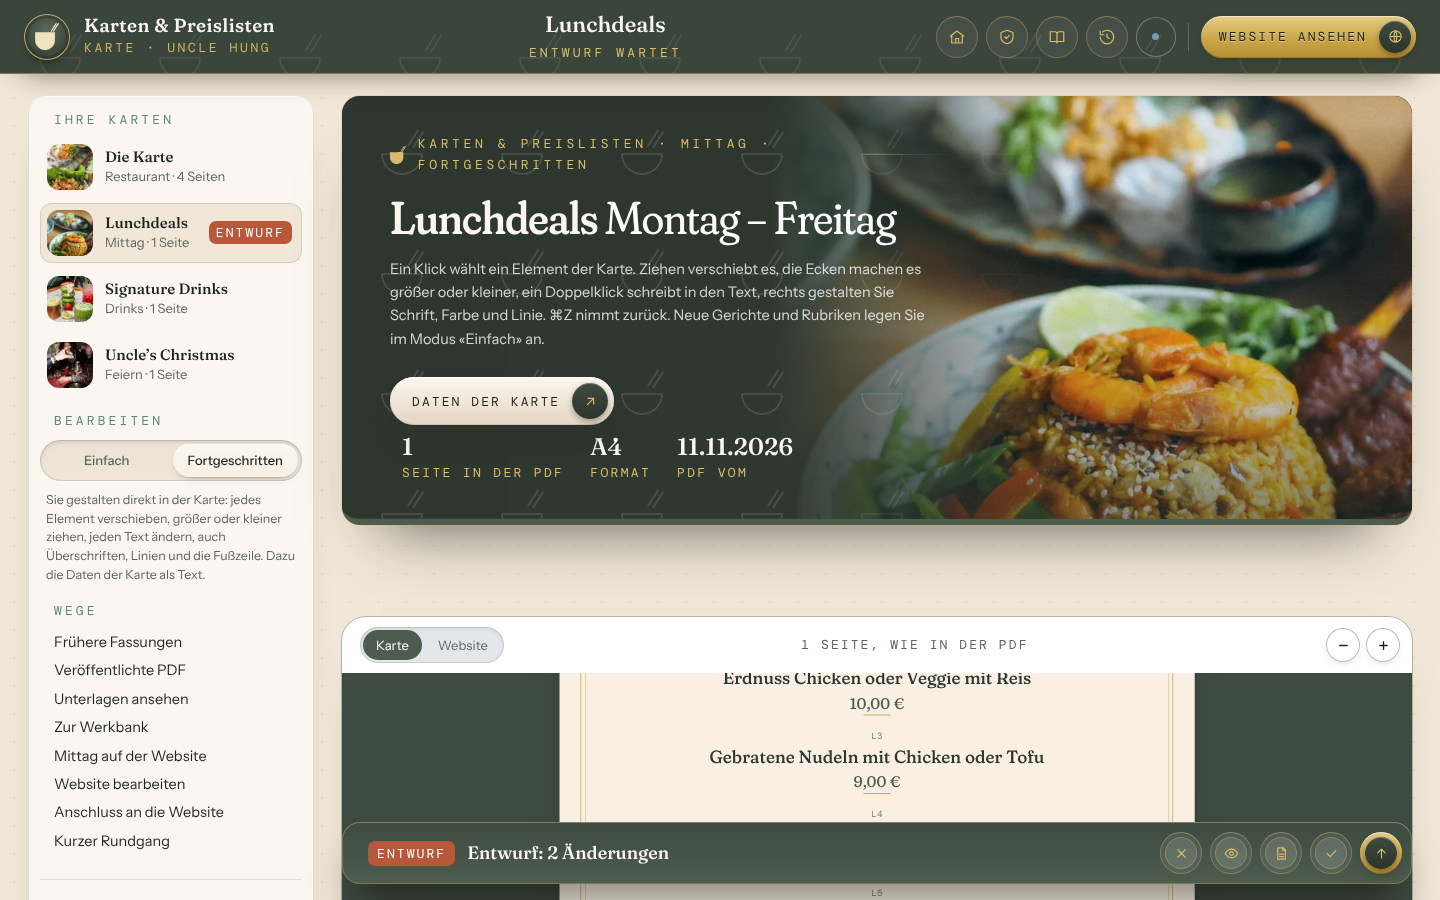 Karten & Preislisten
KARTE · UNCLE HUNG
Lunchdeals
ENTWURF WARTET
WEBSITE ANSEHEN
IHRE KARTEN
Die Karte
Restaurant · 4 Seiten
Lunchdeals
Mittag · 1 Seite
ENTWURF
Signature Drinks
Drinks · 1 Seite
Uncle’s Christmas
Feiern · 1 Seite
BEARBEITEN
Einfach
Fortgeschritten
Sie gestalten direkt in der Karte: jedes
Element verschieben, größer oder kleiner
ziehen, jeden Text ändern, auch
Überschriften, Linien und die Fußzeile. Dazu
die Daten der Karte als Text.
WEGE
Frühere Fassungen
Veröffentlichte PDF
Unterlagen ansehen
Zur Werkbank
Mittag auf der Website
Website bearbeiten
Anschluss an die Website
Kurzer Rundgang
KARTEN & PREISLISTEN · MITTAG ·
FORTGESCHRITTEN
Lunchdeals Montag – Freitag
Ein Klick wählt ein Element der Karte. Ziehen verschiebt es, die Ecken machen es
größer oder kleiner, ein Doppelklick schreibt in den Text, rechts gestalten Sie
Schrift, Farbe und Linie. ⌘Z nimmt zurück. Neue Gerichte und Rubriken legen Sie
im Modus «Einfach» an.
DATEN DER KARTE
1
SEITE IN DER PDF
A4
FORMAT
11.11.2026
PDF VOM
Karte
Website
1 SEITE, WIE IN DER PDF
Erdnuss Chicken oder Veggie mit Reis
10,00 €
L3
Gebratene Nudeln mit Chicken oder Tofu
9,00 €
L4
ENTWURF
Entwurf: 2 Änderungen
L5